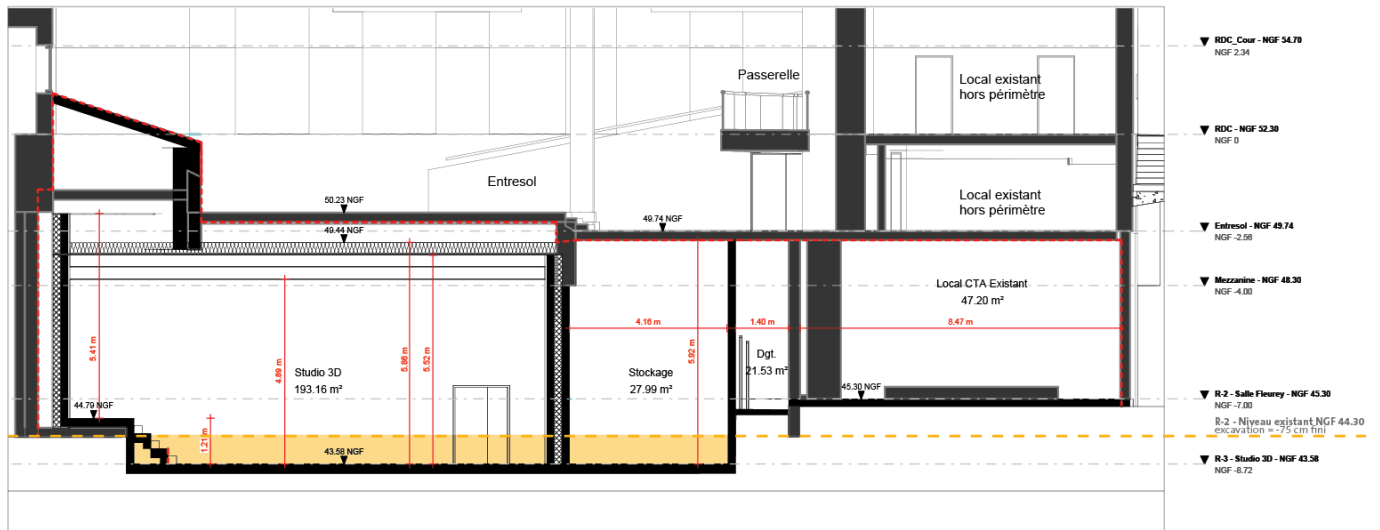 RDC_Cour - NGF 54.70
NGF 2.34
Passerelle
Local existant
hors périmètre
RDC - NGF 52.30
NGF 0
Entresol
Local existant
hors périmètre
50.23 NGF
49.74 NGF
49.44 NGF
Entresol - NGF 49.74
NGF -2.56
Mezzanine - NGF 48.30
NGF -4.00
Local CTA Existant
47.20 m²
4.16 m
1.40 m
8.47 m
5.41 m
4.89 m
5.86 m
5.52 m
5.92 m
Studio 3D
193.16 m²
Stockage
27.99 m²
Dgt.
21.53 m²
45.30 NGF
44.79 NGF
1.21 m
43.58 NGF
R-2 - Salle Fleurey - NGF 45.30
NGF -7.00
R-2 - Niveau existant NGF 44.30
excavation = -75 cm fini
R-3 - Studio 3D - NGF 43.58
NGF -8.72